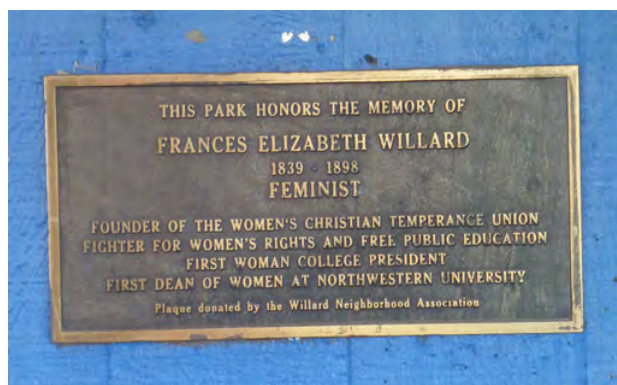 THIS PARK HONORS THE MEMORY OF
FRANCES ELIZABETH WILLARD
1839 - 1898
FEMINIST
FOUNDER OF THE WOMEN'S CHRISTIAN TEMPERANCE UNION
FIGHTER FOR WOMEN'S RIGHTS AND FREE PUBLIC EDUCATION
FIRST WOMAN COLLEGE PRESIDENT
FIRST DEAN OF WOMEN AT NORTHWESTERN UNIVERSITY
Plaque donated by the Willard Neighborhood Association